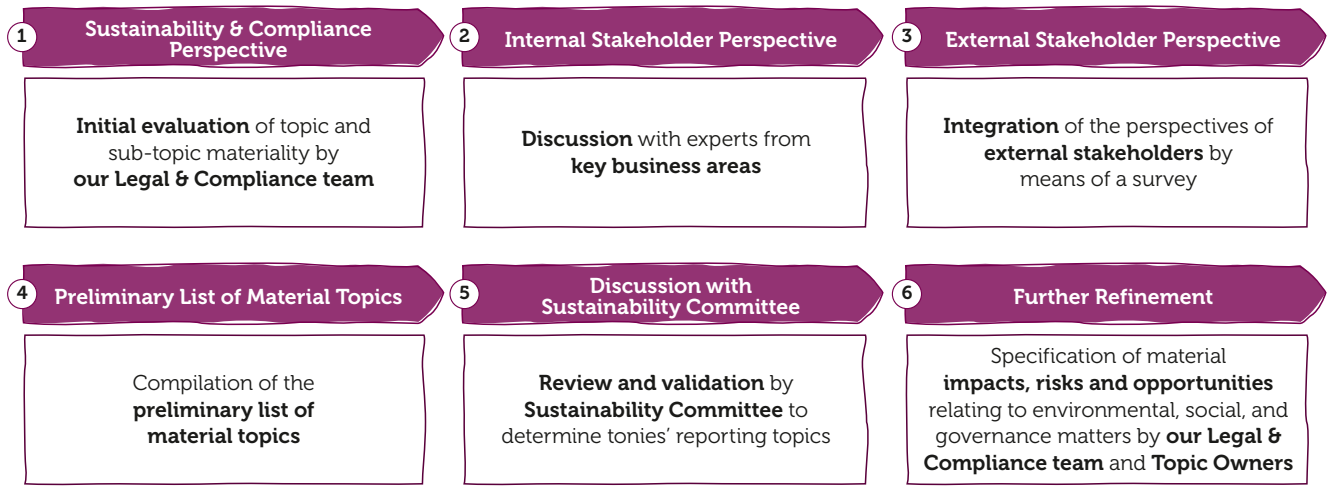 1
Sustainability & Compliance
Perspective
Initial evaluation of topic and
sub-topic materiality by
our Legal & Compliance team
2
Internal Stakeholder Perspective
Discussion with experts from
key business areas
3
External Stakeholder Perspective
Integration of the perspectives of
external stakeholders by
means of a survey
4
Preliminary List of Material Topics
Compilation of the
preliminary list of
material topics
5
Discussion with
Sustainability Committee
Review and validation by
Sustainability Committee to
determine tonies' reporting topics
6
Further Refinement
Specification of material
impacts, risks and opportunities
relating to environmental, social, and
governance matters by our Legal &
Compliance team and Topic Owners